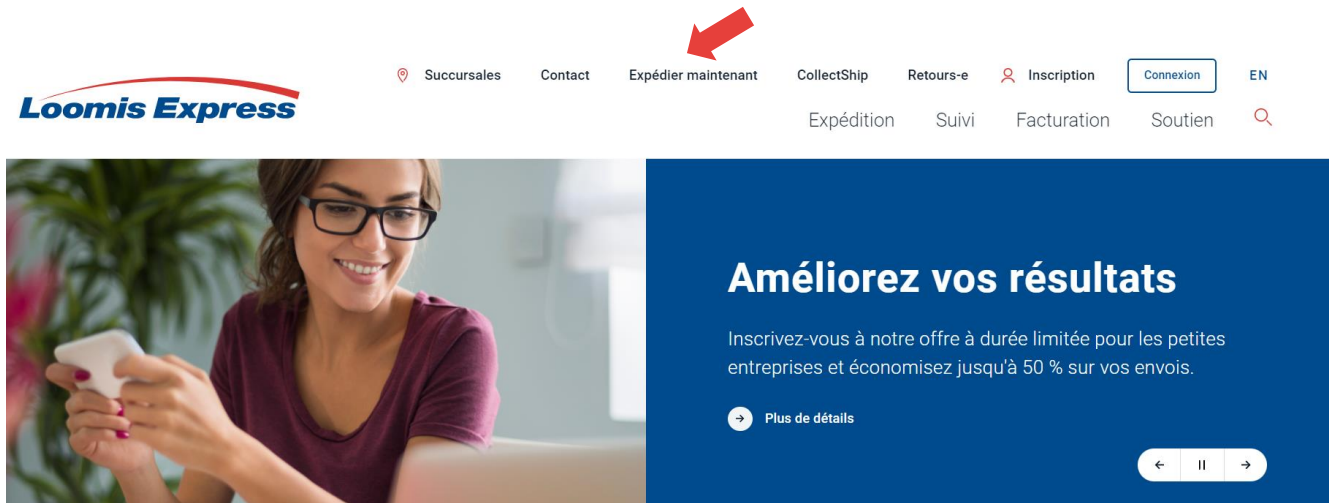 Succursales Contact Expédier maintenant CollectShip Retours-e Inscription Connexion EN
Loomis Express
Expédition Suivi Facturation Soutien
Améliorez vos résultats
Inscrivez-vous à notre offre à durée limitée pour les petites
entreprises et économisez jusqu'à 50 % sur vos envois.
Plus de détails